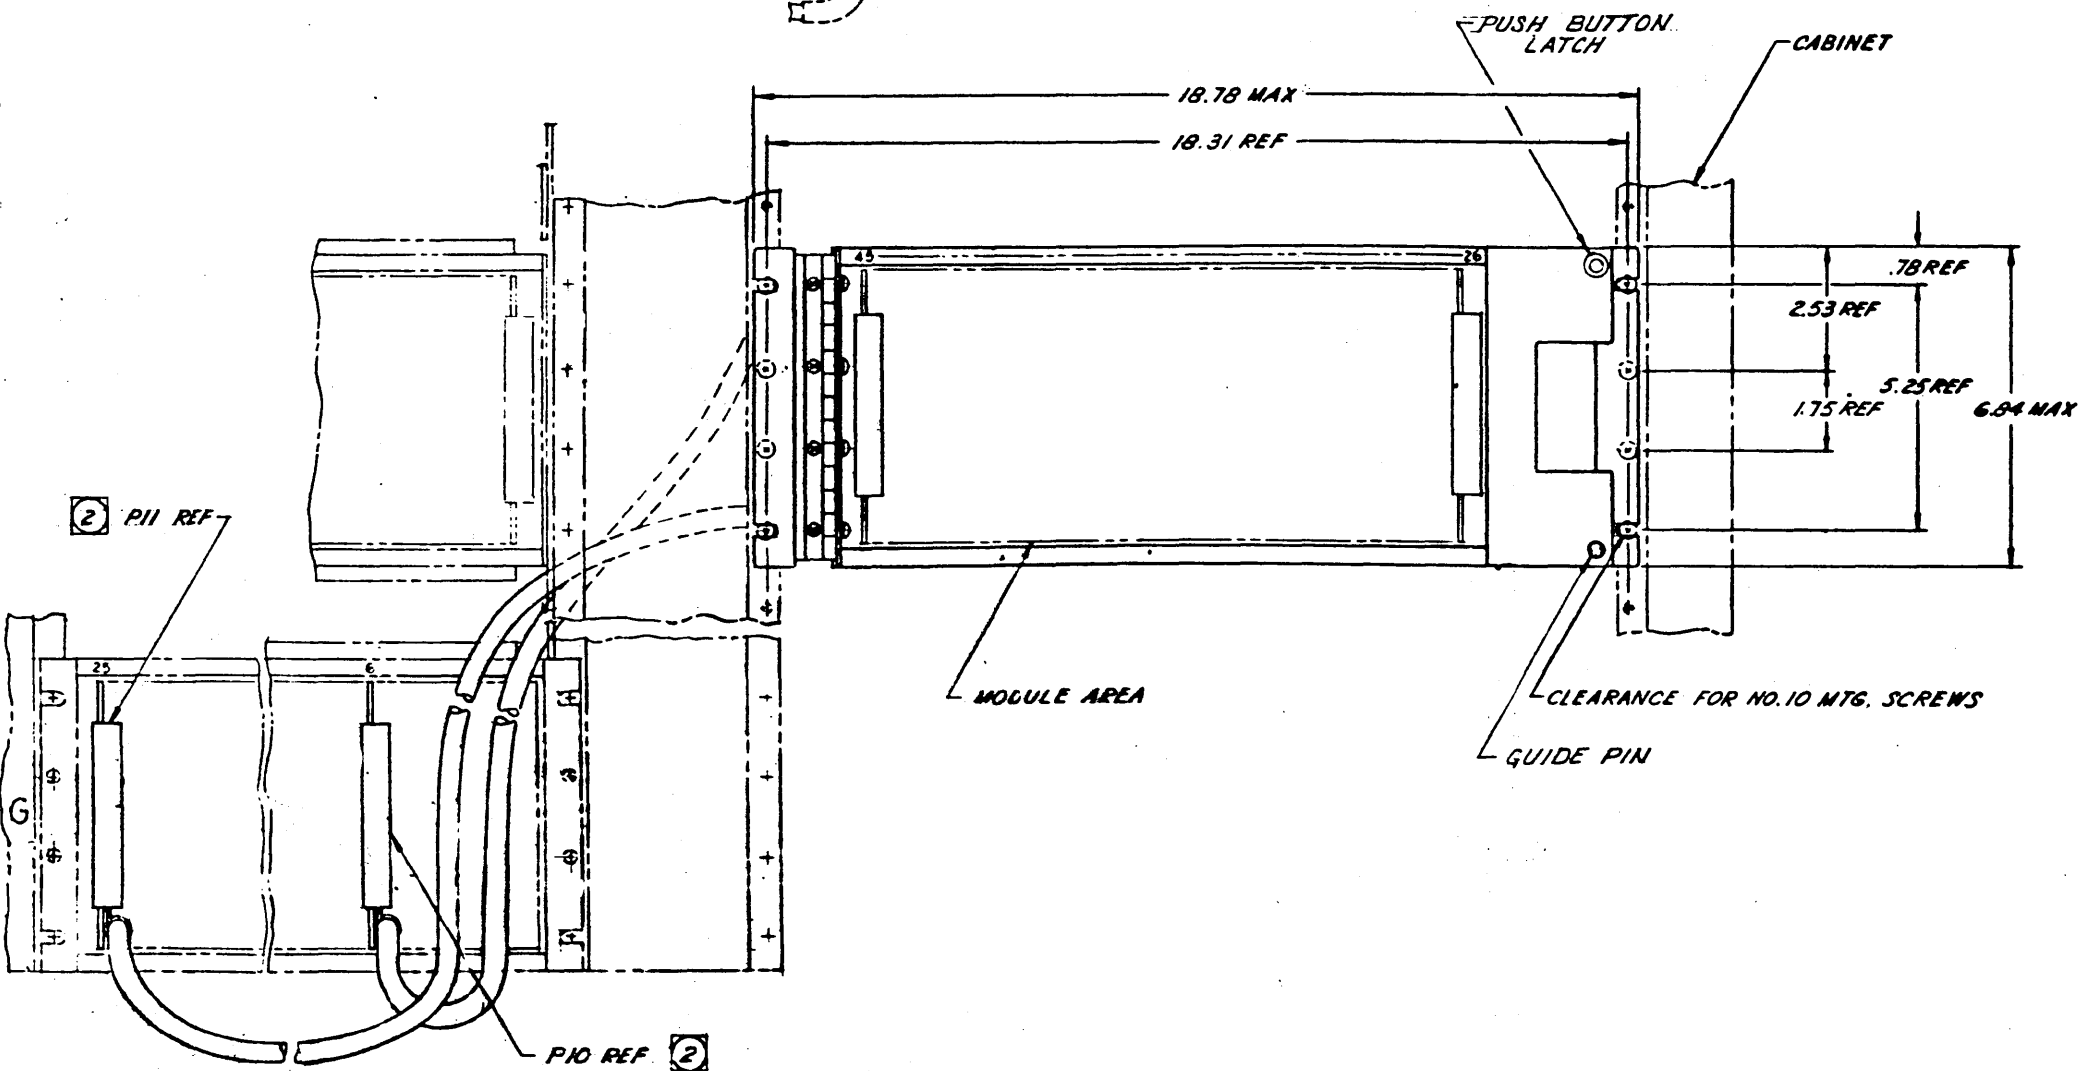 PUSH BUTTON
LATCH
CABINET
18.78 MAX
18.31 REF
45
26
.78 REF
2.53 REF
5.25 REF
1.75 REF
6.84 MAX
2 P11 REF
25
6
MODULE AREA
CLEARANCE FOR NO.10 MTG. SCREWS
GUIDE PIN
G
P10 REF 2